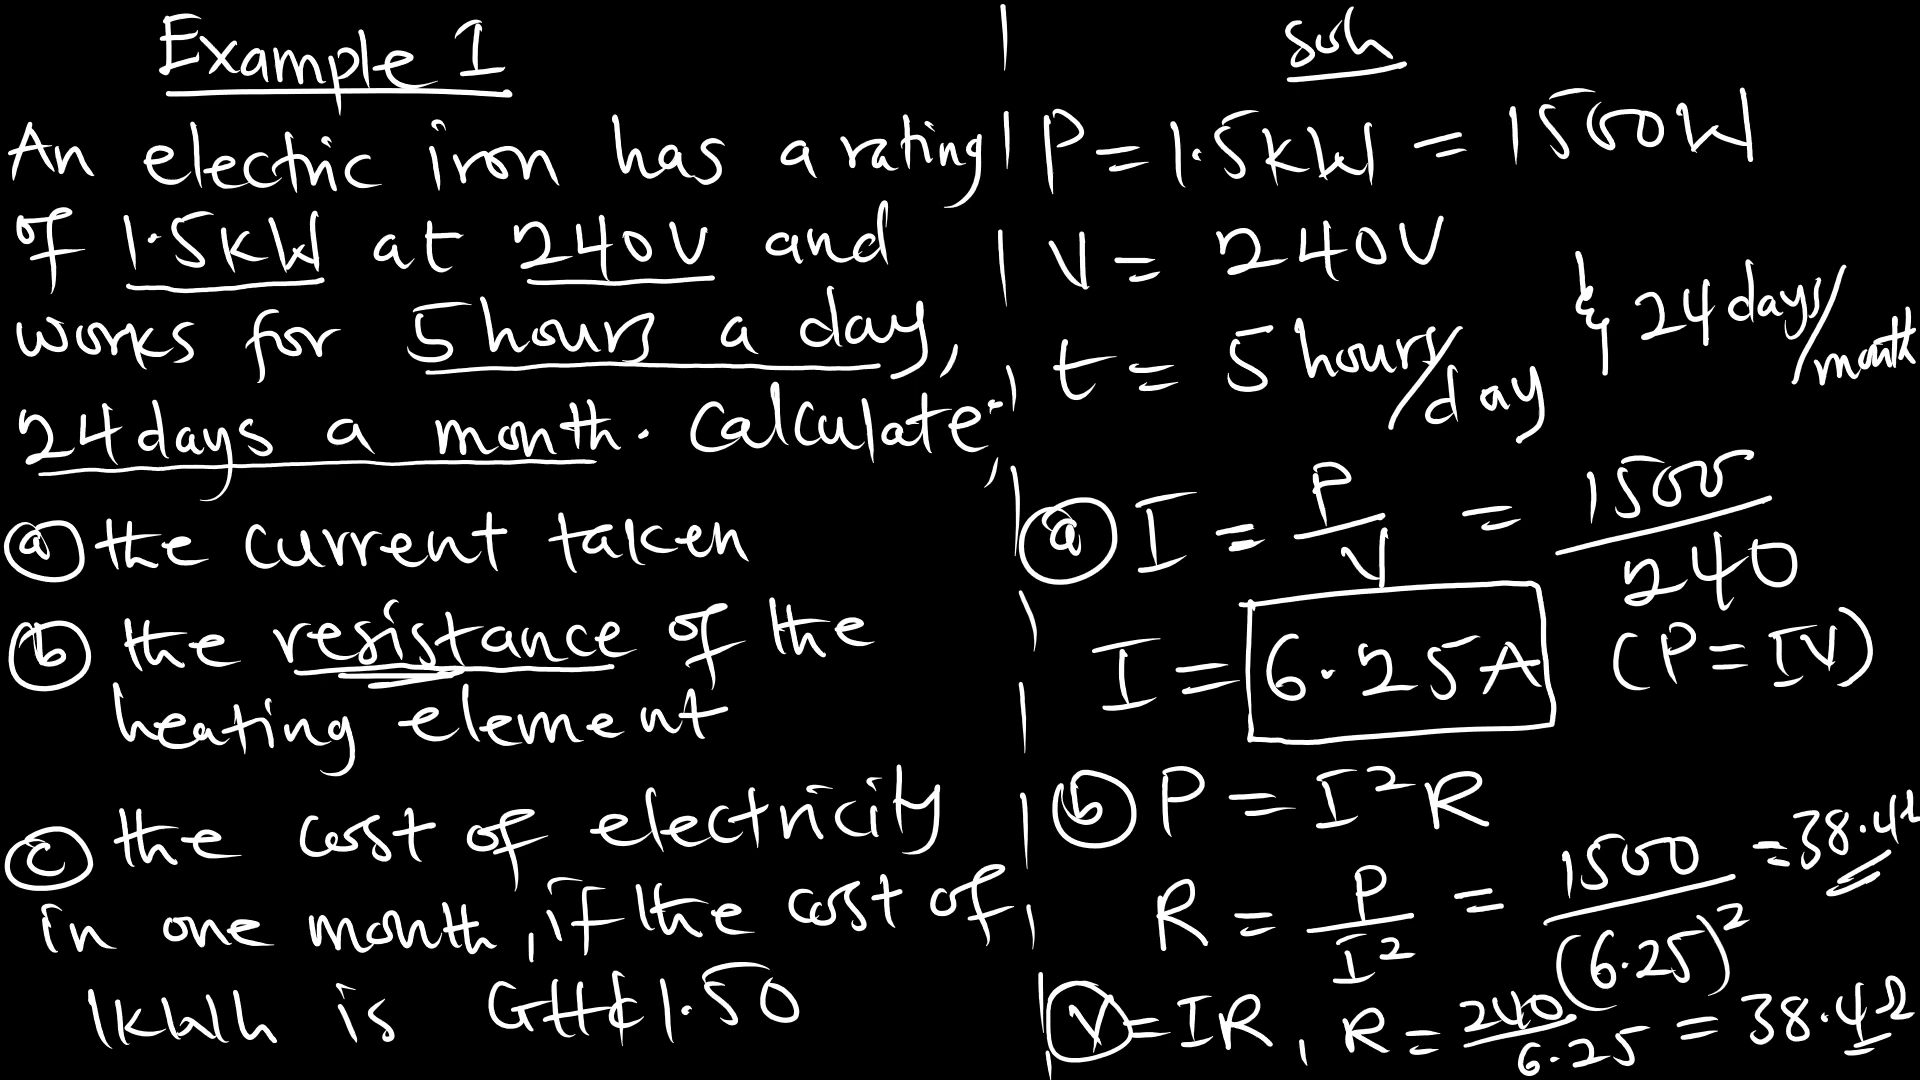 Example 1
An electric iron has a rating
of 1.5kW at 240V and
works for 5 hours a day,
24 days a month. Calculate;
ⓐ the current taken
ⓑ the resistance of the
heating element
ⓒ the cost of electricity
in one month, if the cost of
1kWh is GH₵1.50
Soln
P = 1.5kW = 1500W
V = 240V
t = 5 hours/day & 24 days/month
ⓐ I = P/V = 1500/240
I = 6.25A (P = IV)
ⓑ P = I²R
R = P/I² = 1500/(6.25)² = 38.4Ω
V = IR, R = 240/6.25 = 38.4Ω